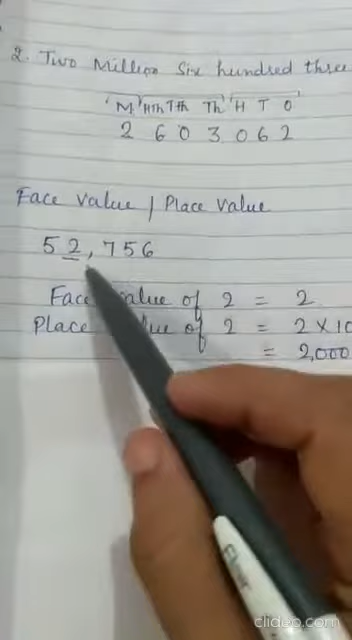 2. Two Million Six hundred three
M HTh TTh Th H T O
2 6 0 3 0 6 2
Face Value / Place Value
52,756
Face Value of 2 = 2
Place Value of 2 = 2 × 10
= 2,000
clideo.com